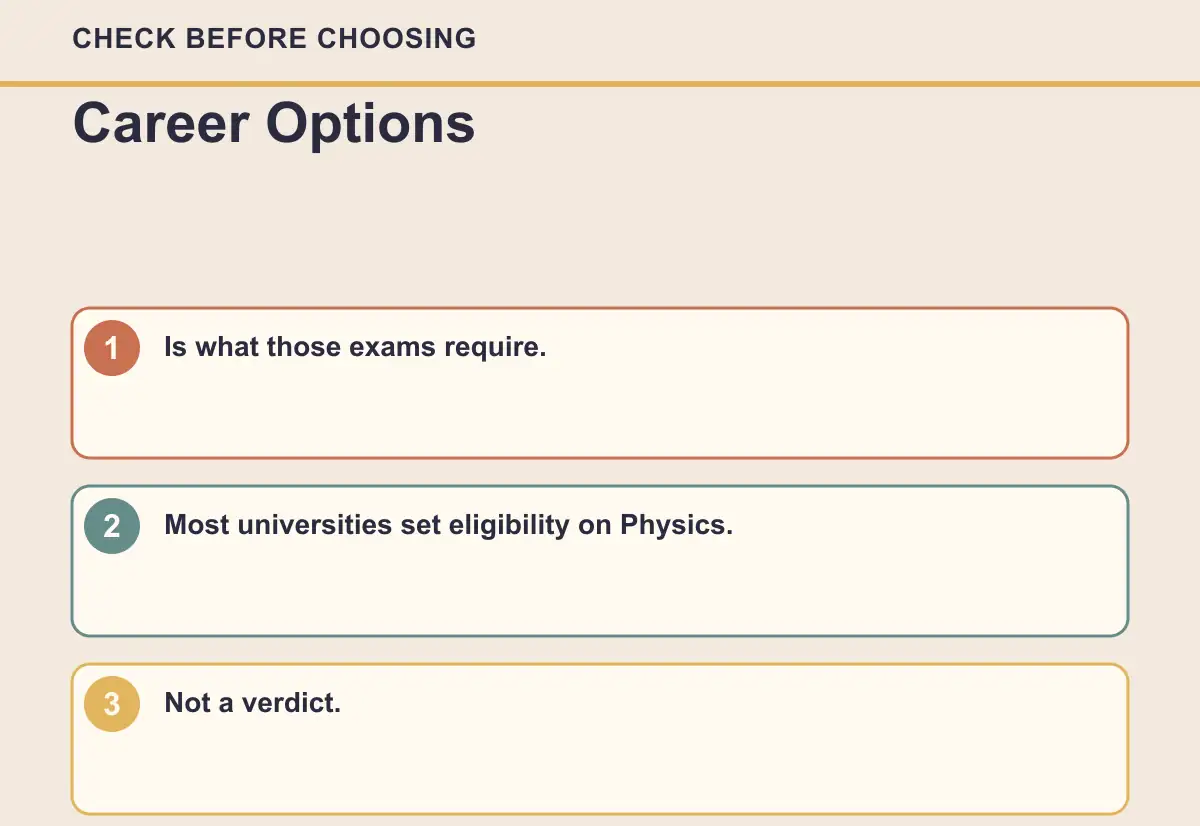 CHECK BEFORE CHOOSING
Career Options
1 Is what those exams require.
2 Most universities set eligibility on Physics.
3 Not a verdict.